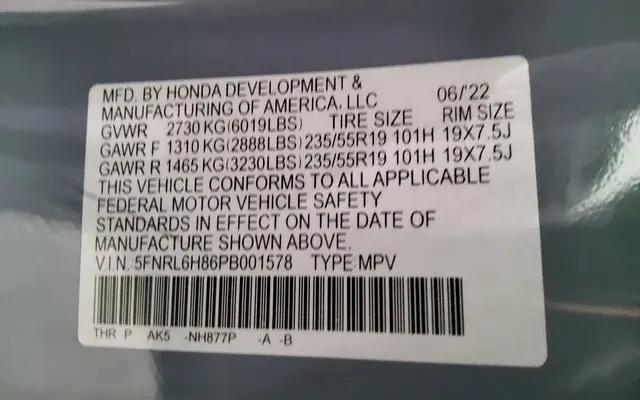 MFD. BY HONDA DEVELOPMENT &
MANUFACTURING OF AMERICA, LLC 06/'22
GVWR 2730 KG(6019LBS) TIRE SIZE RIM SIZE
GAWR F 1310 KG(2888LBS) 235/55R19 101H 19X7.5J
GAWR R 1465 KG(3230LBS) 235/55R19 101H 19X7.5J
THIS VEHICLE CONFORMS TO ALL APPLICABLE
FEDERAL MOTOR VEHICLE SAFETY
STANDARDS IN EFFECT ON THE DATE OF
MANUFACTURE SHOWN ABOVE.
V.I.N. 5FNRL6H86PB001578 TYPE:MPV
THR P AK5 -NH877P -A -B